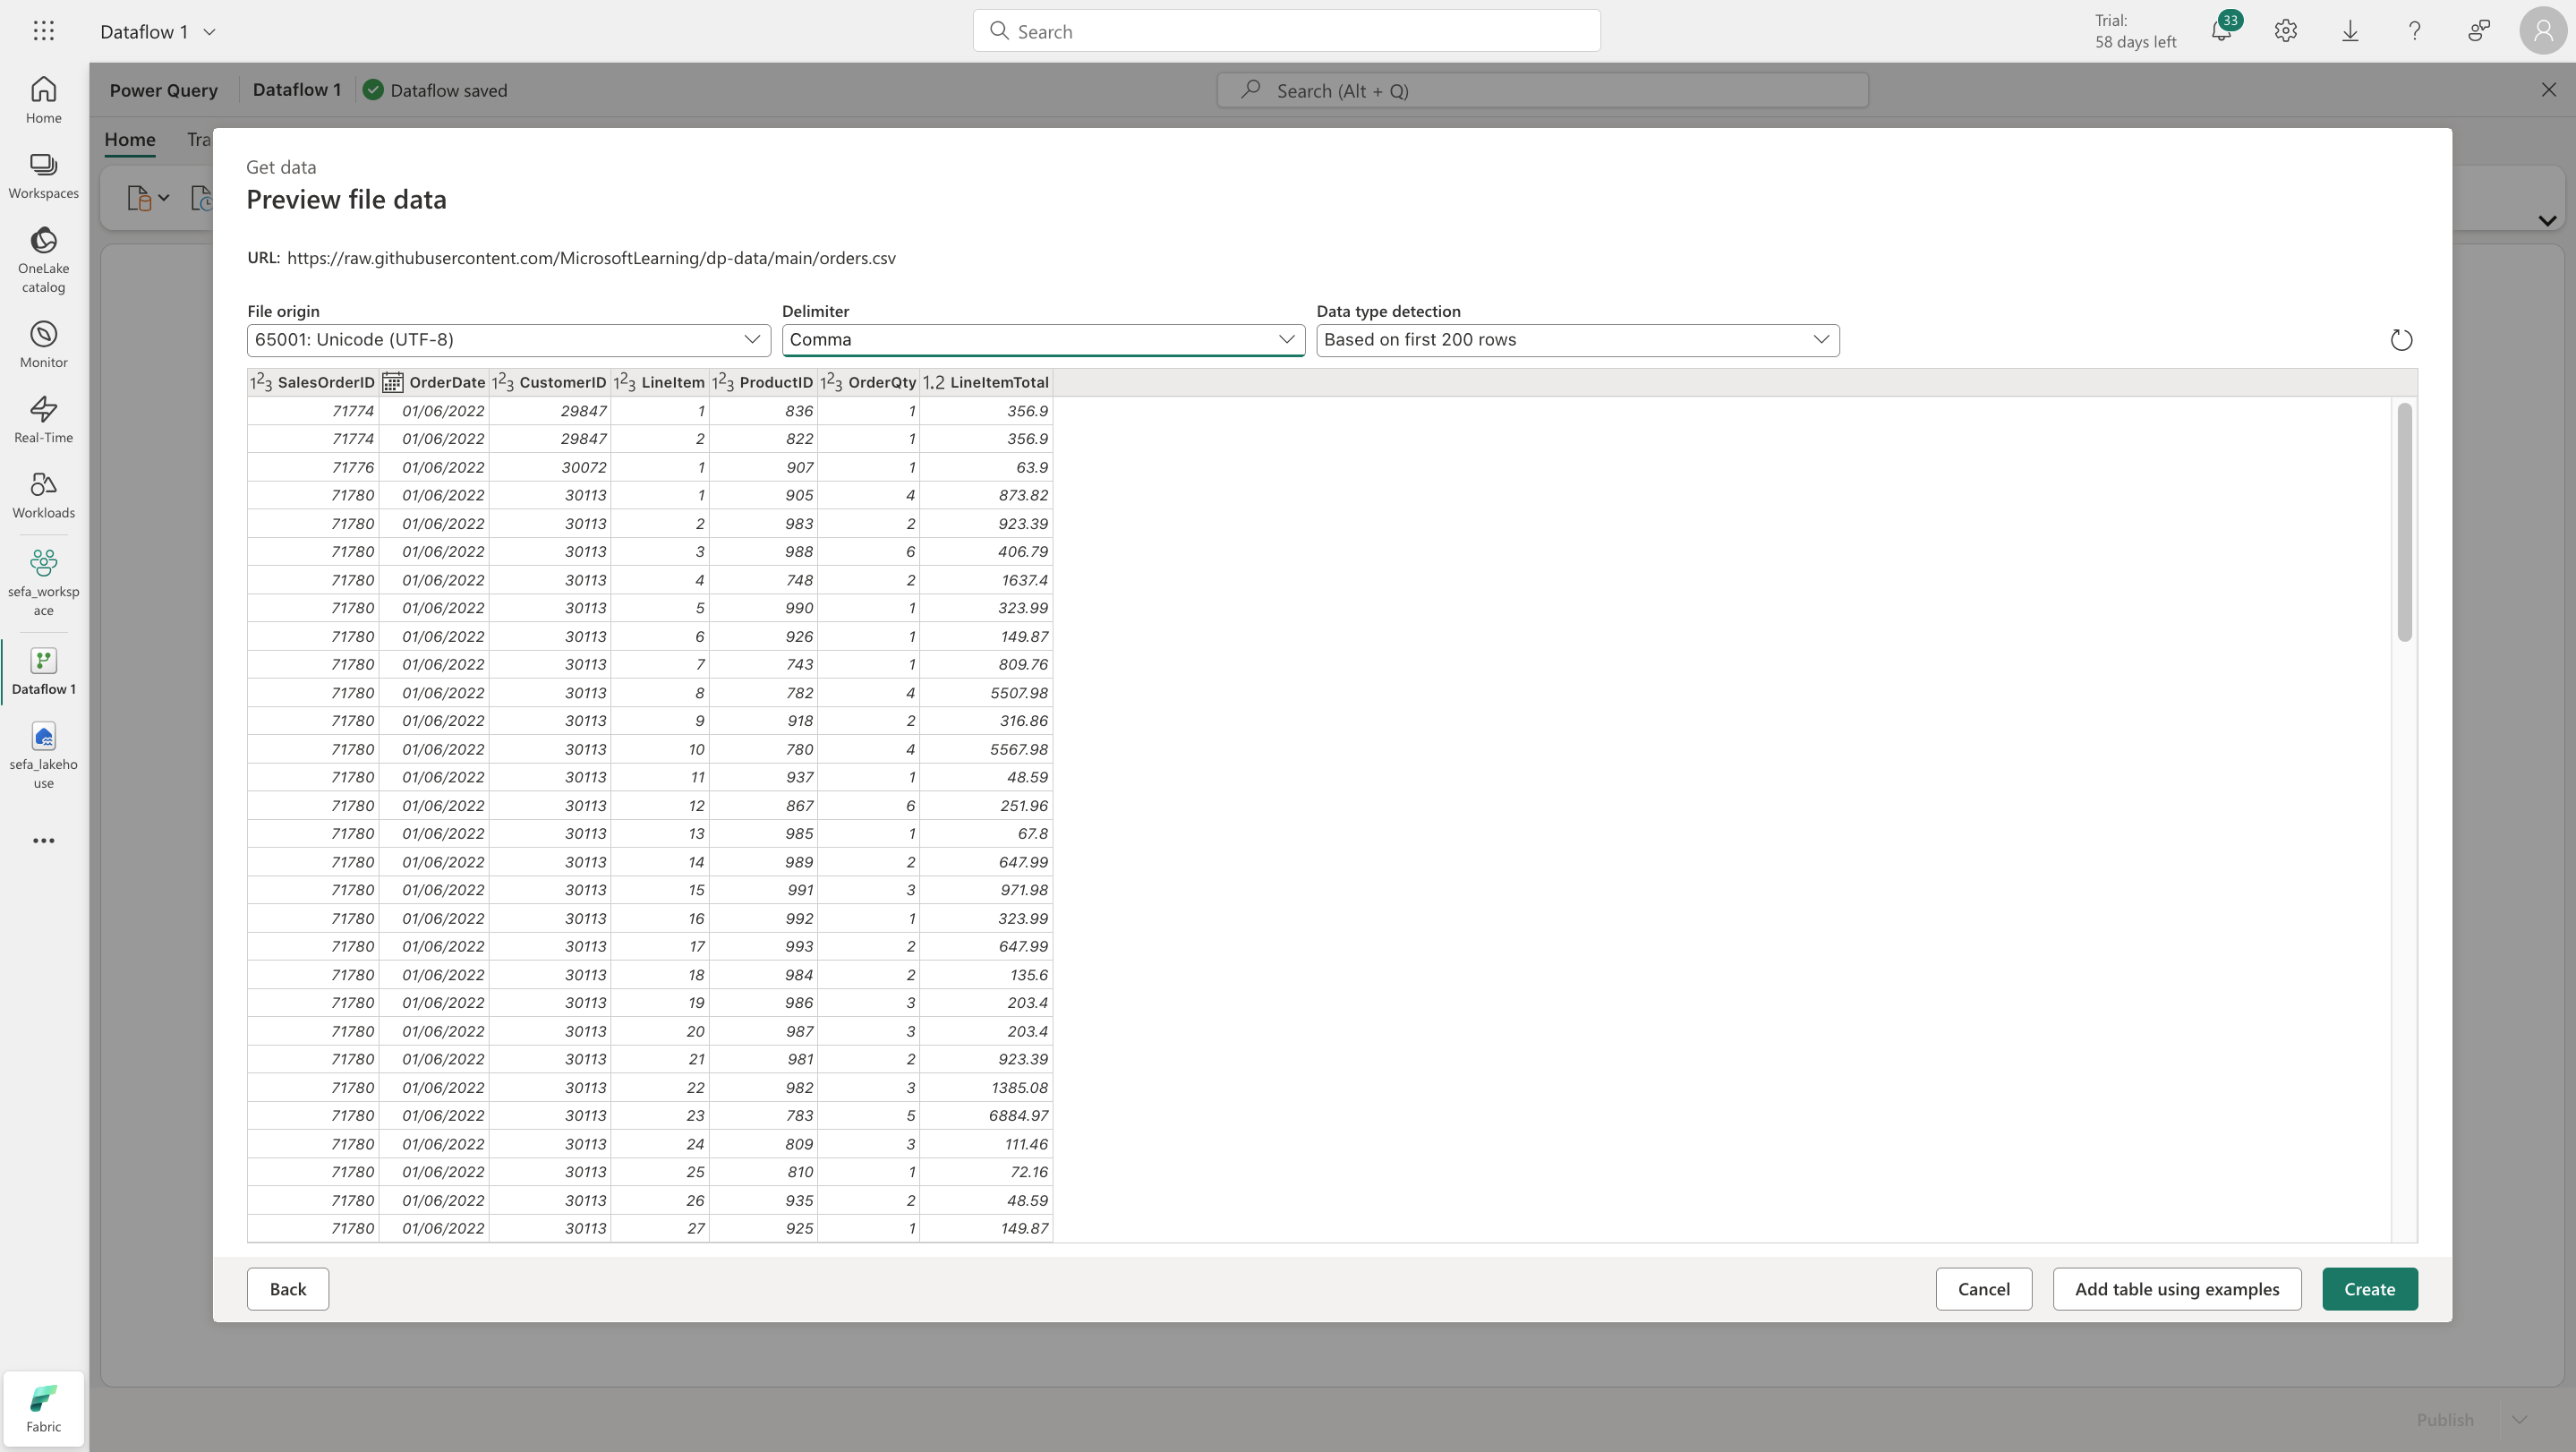 Dataflow 1
Search
Trial:
58 days left
33
Home
Workspaces
OneLake
catalog
Monitor
Real-Time
Workloads
sefa_worksp
ace
Dataflow 1
sefa_lakeho
use
Fabric
Power Query
Dataflow 1
Dataflow saved
Search (Alt + Q)
Home
Tra
Get data
Preview file data
URL: https://raw.githubusercontent.com/MicrosoftLearning/dp-data/main/orders.csv
File origin
Delimiter
Data type detection
65001: Unicode (UTF-8)
Comma
Based on first 200 rows
123 SalesOrderID OrderDate 123 CustomerID 123 LineItem 123 ProductID 123 OrderQty 1.2 LineItemTotal
71774 01/06/2022 29847 1 836 1 356.9
71774 01/06/2022 29847 2 822 1 356.9
71776 01/06/2022 30072 1 907 1 63.9
71780 01/06/2022 30113 1 905 4 873.82
71780 01/06/2022 30113 2 983 2 923.39
71780 01/06/2022 30113 3 988 6 406.79
71780 01/06/2022 30113 4 748 2 1637.4
71780 01/06/2022 30113 5 990 1 323.99
71780 01/06/2022 30113 6 926 1 149.87
71780 01/06/2022 30113 7 743 1 809.76
71780 01/06/2022 30113 8 782 4 5507.98
71780 01/06/2022 30113 9 918 2 316.86
71780 01/06/2022 30113 10 780 4 5567.98
71780 01/06/2022 30113 11 937 1 48.59
71780 01/06/2022 30113 12 867 6 251.96
71780 01/06/2022 30113 13 985 1 67.8
71780 01/06/2022 30113 14 989 2 647.99
71780 01/06/2022 30113 15 991 3 971.98
71780 01/06/2022 30113 16 992 1 323.99
71780 01/06/2022 30113 17 993 2 647.99
71780 01/06/2022 30113 18 984 2 135.6
71780 01/06/2022 30113 19 986 3 203.4
71780 01/06/2022 30113 20 987 3 203.4
71780 01/06/2022 30113 21 981 2 923.39
71780 01/06/2022 30113 22 982 3 1385.08
71780 01/06/2022 30113 23 783 5 6884.97
71780 01/06/2022 30113 24 809 3 111.46
71780 01/06/2022 30113 25 810 1 72.16
71780 01/06/2022 30113 26 935 2 48.59
71780 01/06/2022 30113 27 925 1 149.87
Back
Cancel
Add table using examples
Create
Publish